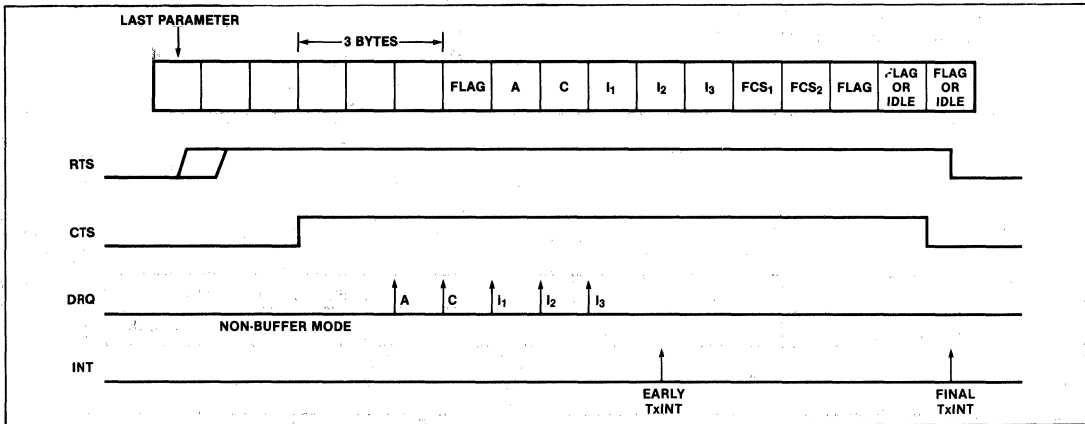 LAST PARAMETER
3 BYTES
FLAG A C I1 I2 I3 FCS1 FCS2 FLAG FLAG OR IDLE FLAG OR IDLE
RTS
CTS
DRQ A C I1 I2 I3
NON-BUFFER MODE
INT
EARLY TxINT
FINAL TxINT